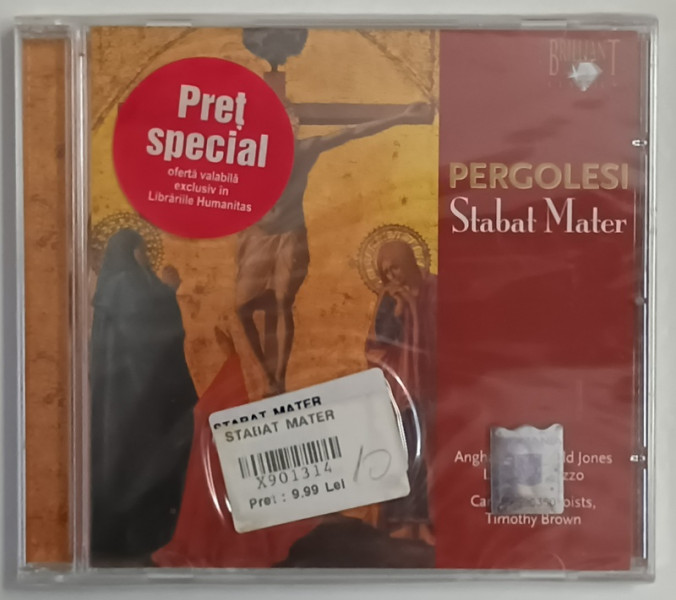 BRILLIANT
CLASSICS
Preț
special
ofertă valabilă
exclusiv în
Librăriile Humanitas
PERGOLESI
Stabat Mater
STABAT MATER
STABAT MATER
X901314
Preț : 9.99 Lei
10
Jones
Timothy Brown